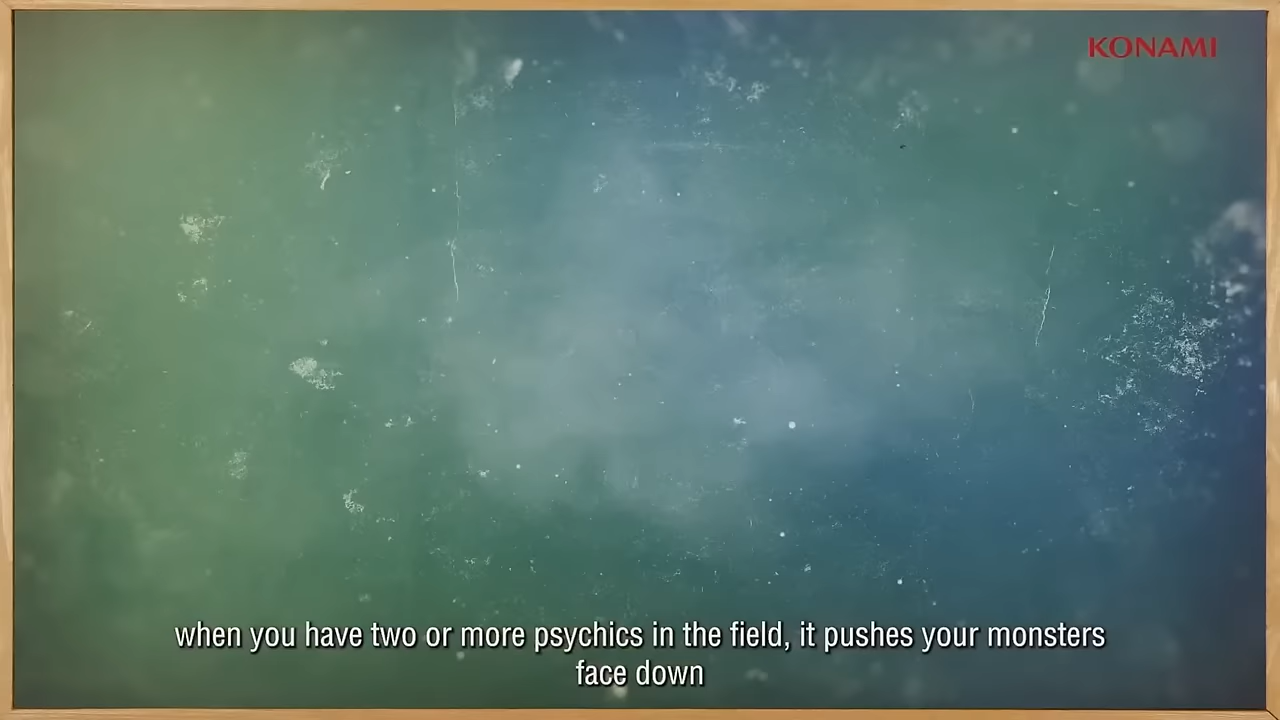 KONAMI
when you have two or more psychics in the field, it pushes your monsters
face down